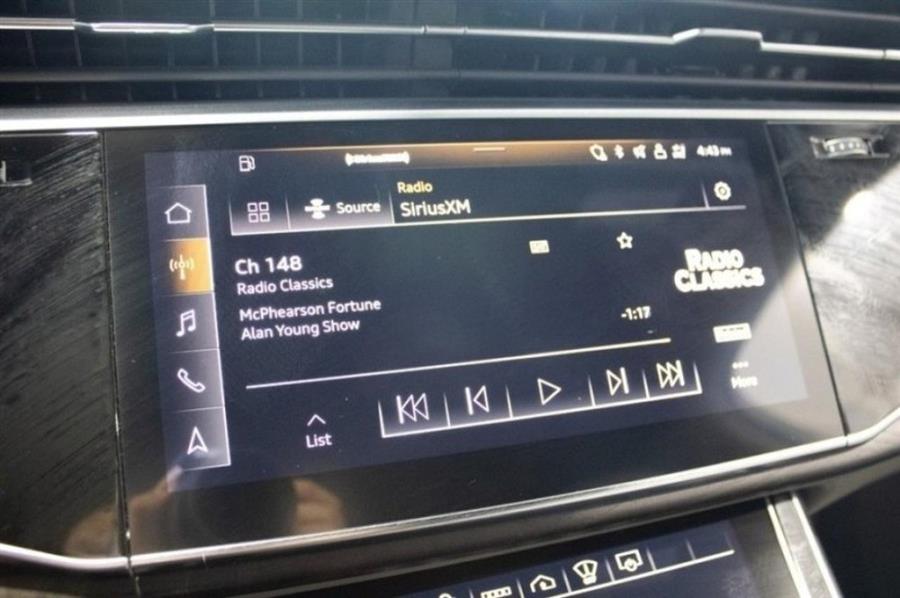 4:43 PM
Radio
Source
SiriusXM
Ch 148
Radio Classics
McPhearson Fortune
Alan Young Show
RADIO
CLASSICS
-1:17
List
More